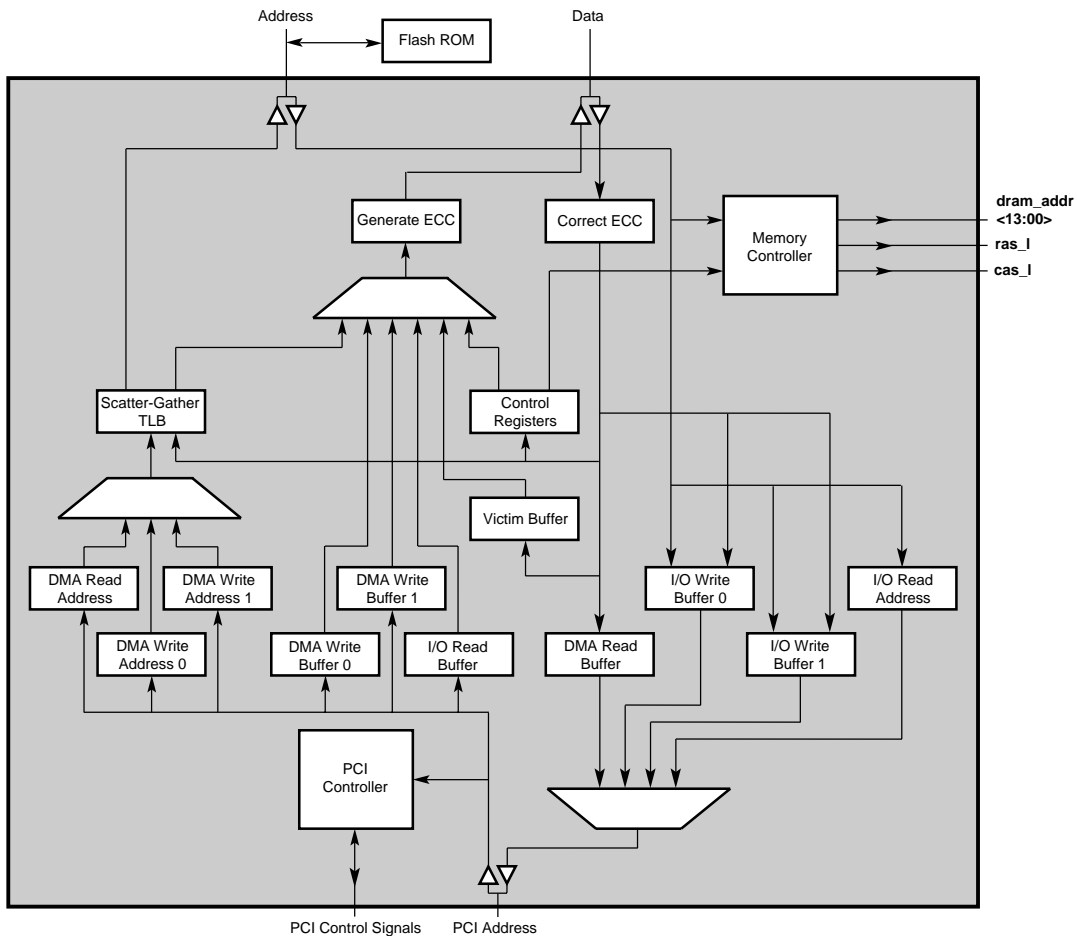 Address
Data
Flash ROM
Generate ECC
Correct ECC
Memory
Controller
dram_addr
<13:00>
ras_l
cas_l
Scatter-Gather
TLB
Control
Registers
Victim Buffer
DMA Read
Address
DMA Write
Address 1
DMA Write
Buffer 1
I/O Write
Buffer 0
I/O Read
Address
DMA Write
Address 0
DMA Write
Buffer 0
I/O Read
Buffer
DMA Read
Buffer
I/O Write
Buffer 1
PCI
Controller
PCI Control Signals
PCI Address